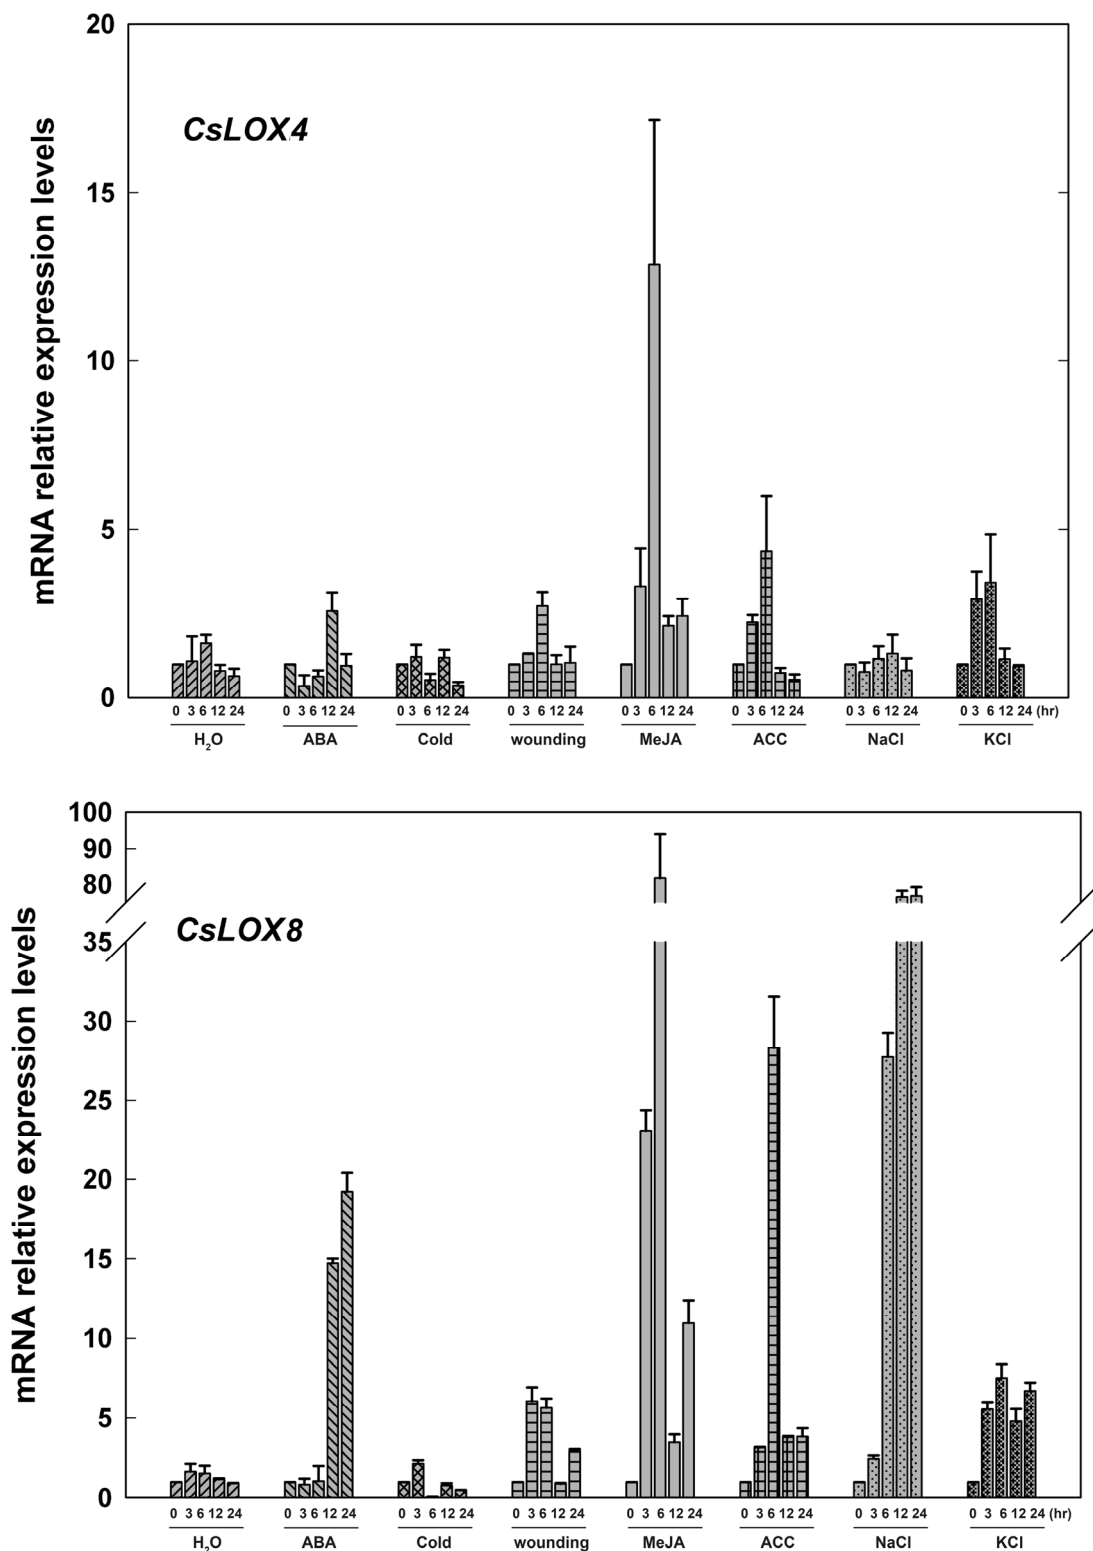 20
CsLOX4
15
10
5
0
mRNA relative expression levels
0 3 6 12 24 0 3 6 12 24 0 3 6 12 24 0 3 6 12 24 0 3 6 12 24 0 3 6 12 24 0 3 6 12 24 0 3 6 12 24 (hr)
H₂O ABA Cold wounding MeJA ACC NaCl KCl
100
90
80
CsLOX8
35
30
25
20
15
10
5
0
mRNA relative expression levels
0 3 6 12 24 0 3 6 12 24 0 3 6 12 24 0 3 6 12 24 0 3 6 12 24 0 3 6 12 24 0 3 6 12 24 0 3 6 12 24 (hr)
H₂O ABA Cold wounding MeJA ACC NaCl KCl